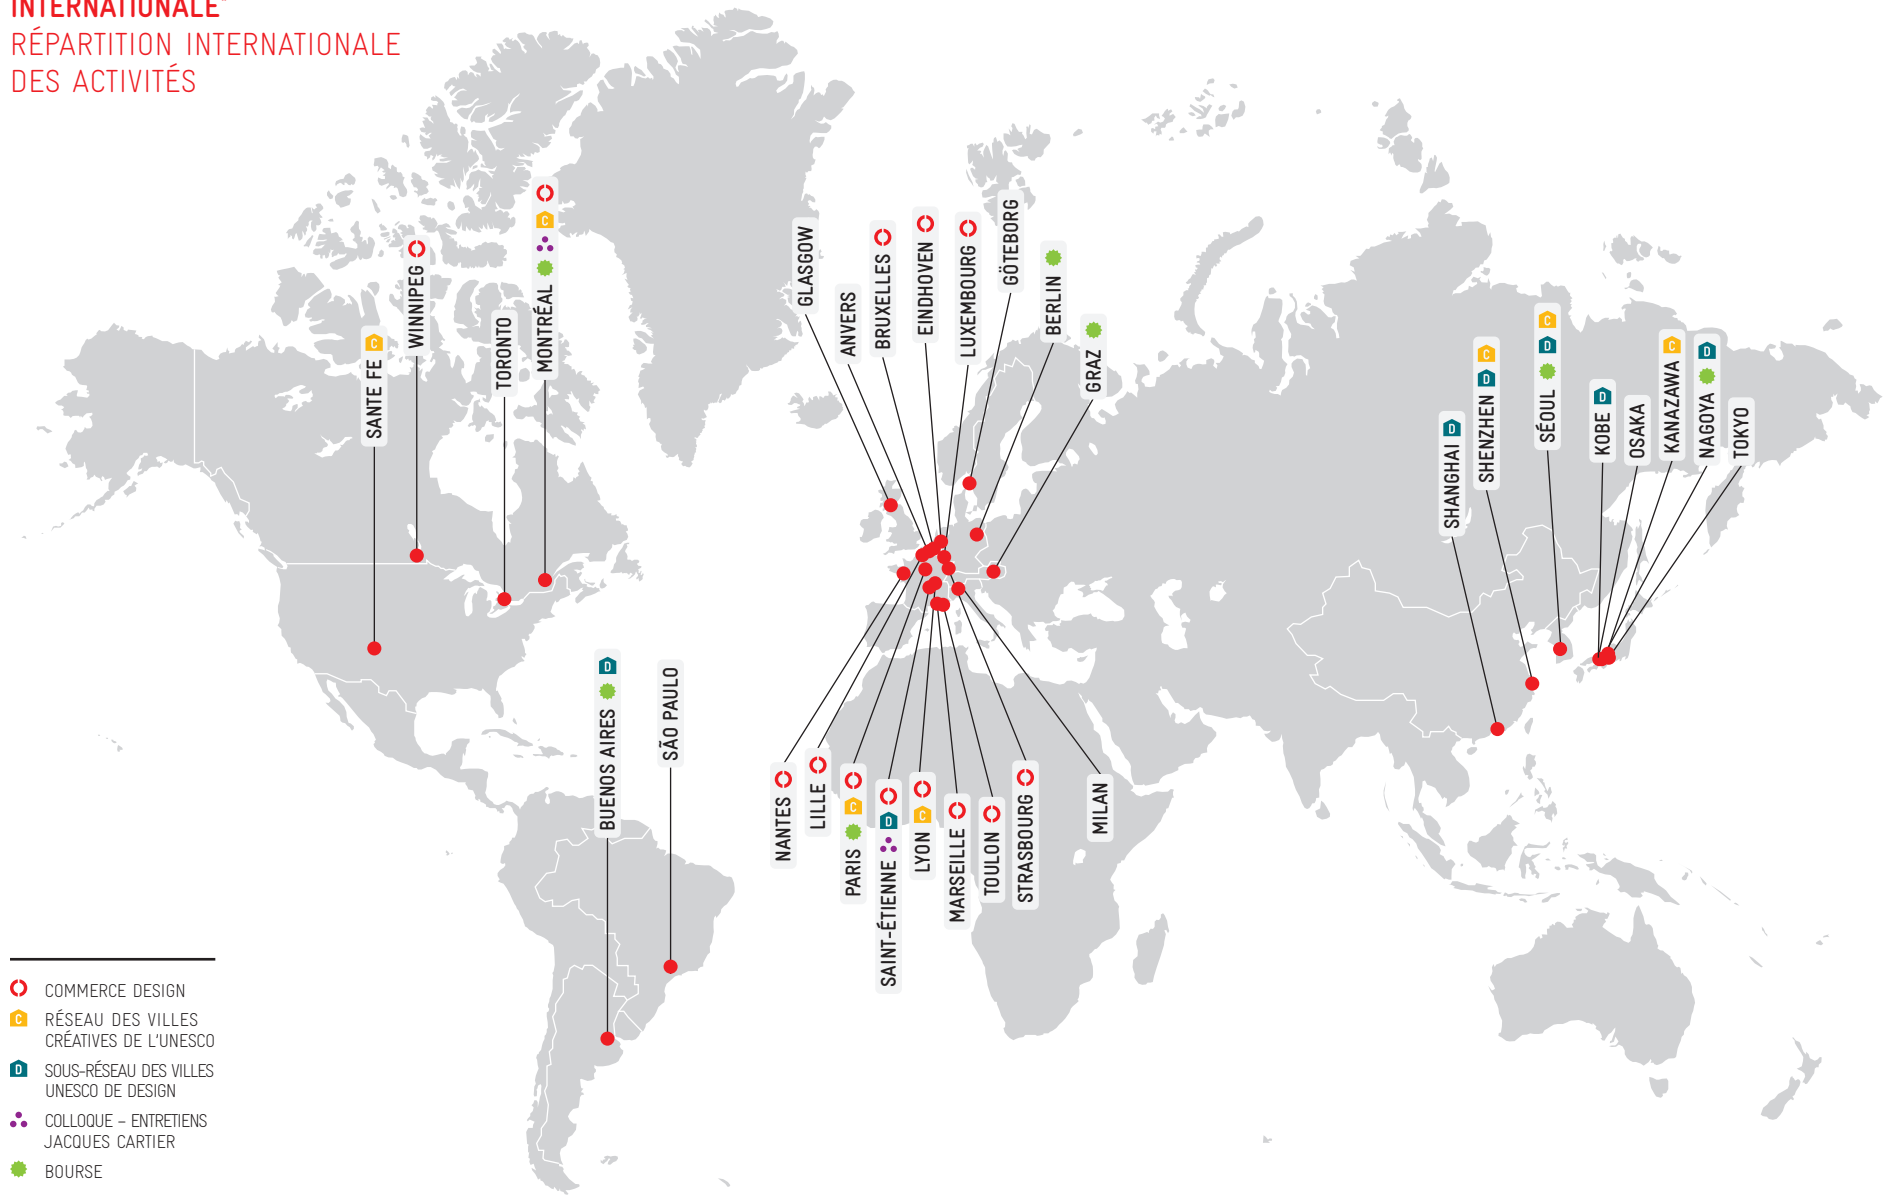 INTERNATIONALE
RÉPARTITION INTERNATIONALE
DES ACTIVITÉS
SANTE FE C
WINNIPEG
TORONTO
MONTRÉAL C
BUENOS AIRES D
SÃO PAULO
GLASGOW
ANVERS
BRUXELLES
EINDHOVEN
LUXEMBOURG
GÖTEBORG
BERLIN
GRAZ
NANTES
LILLE
PARIS C
SAINT-ÉTIENNE D
LYON C
MARSEILLE
TOULON
STRASBOURG
MILAN
SHANGHAI D
SHENZHEN D C
SÉOUL D C
KOBE D
OSAKA
KANAZAWA C
NAGOYA D
TOKYO
COMMERCE DESIGN
C RÉSEAU DES VILLES
CRÉATIVES DE L'UNESCO
D SOUS-RÉSEAU DES VILLES
UNESCO DE DESIGN
COLLOQUE – ENTRETIENS
JACQUES CARTIER
BOURSE